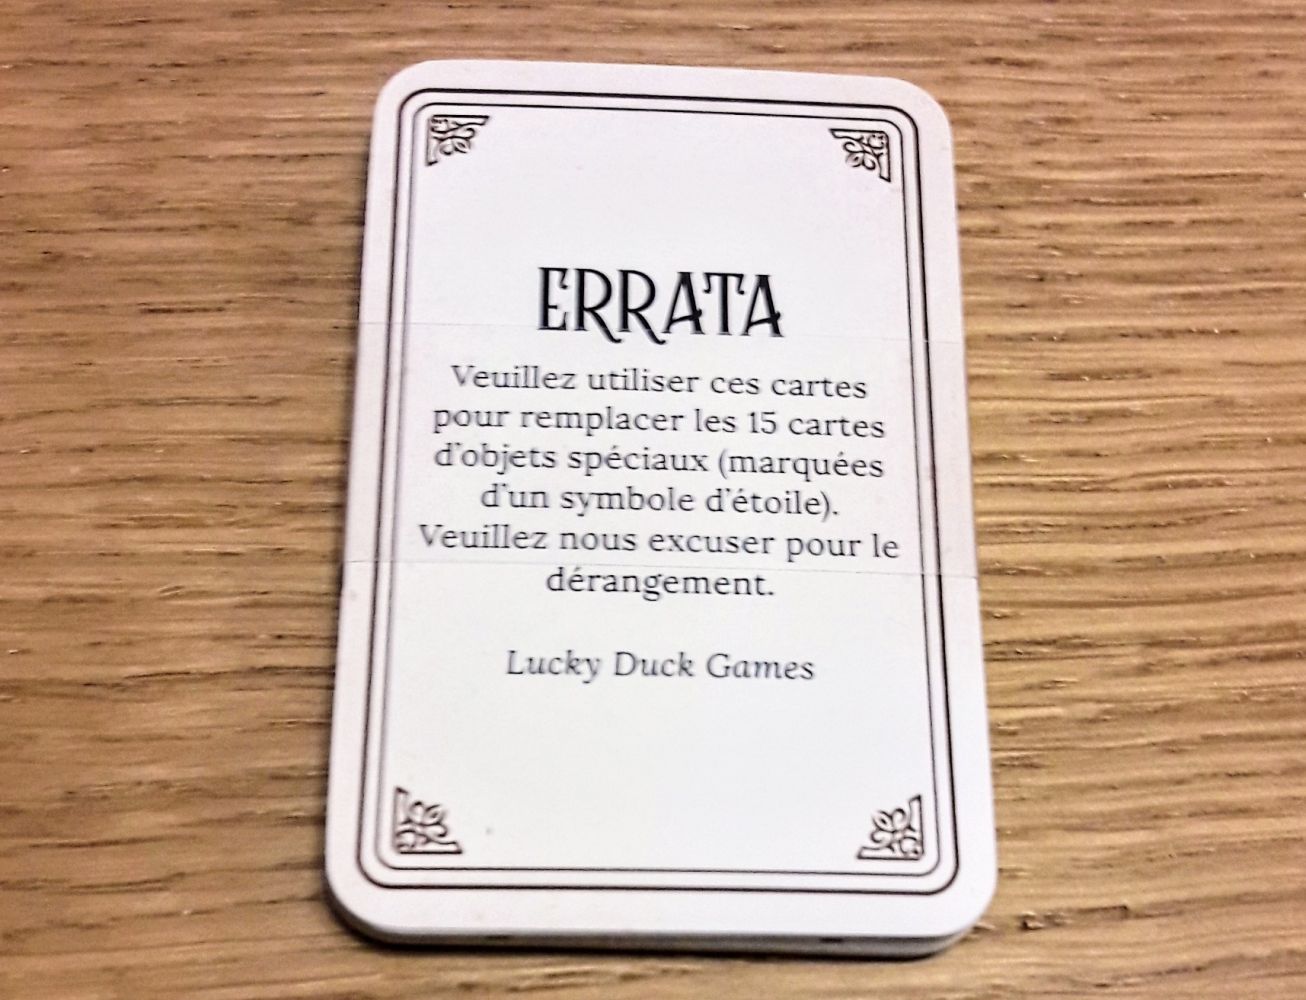 ERRATA
Veuillez utiliser ces cartes
pour remplacer les 15 cartes
d'objets spéciaux (marquées
d'un symbole d'étoile).
Veuillez nous excuser pour le
dérangement.
Lucky Duck Games